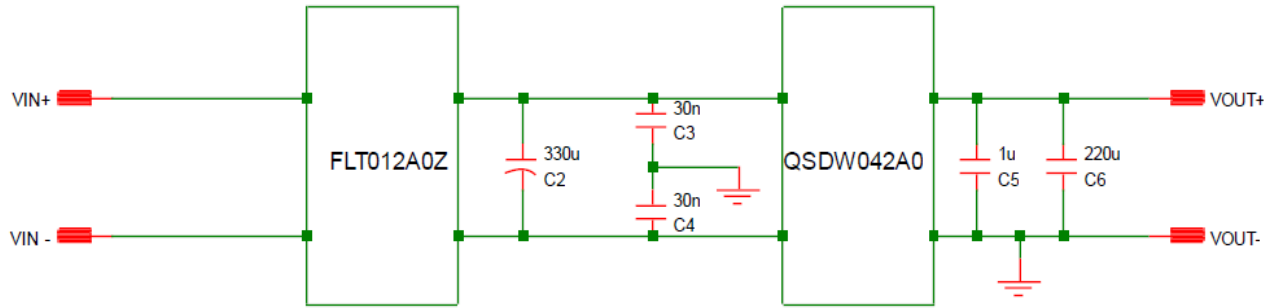 VIN+
VIN -
FLT012A0Z
330u
C2
30n
C3
30n
C4
QSDW042A0
1u
C5
220u
C6
VOUT+
VOUT-